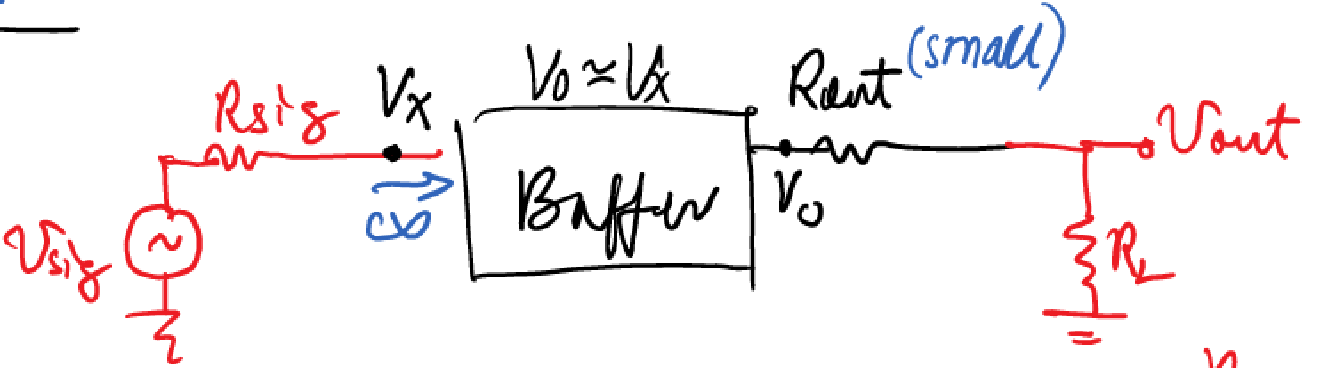 (small)
Vo ≃ Vx
Rout
Rsig
Vx
Vout
∞
Buffer
Vo
Vsig
RL